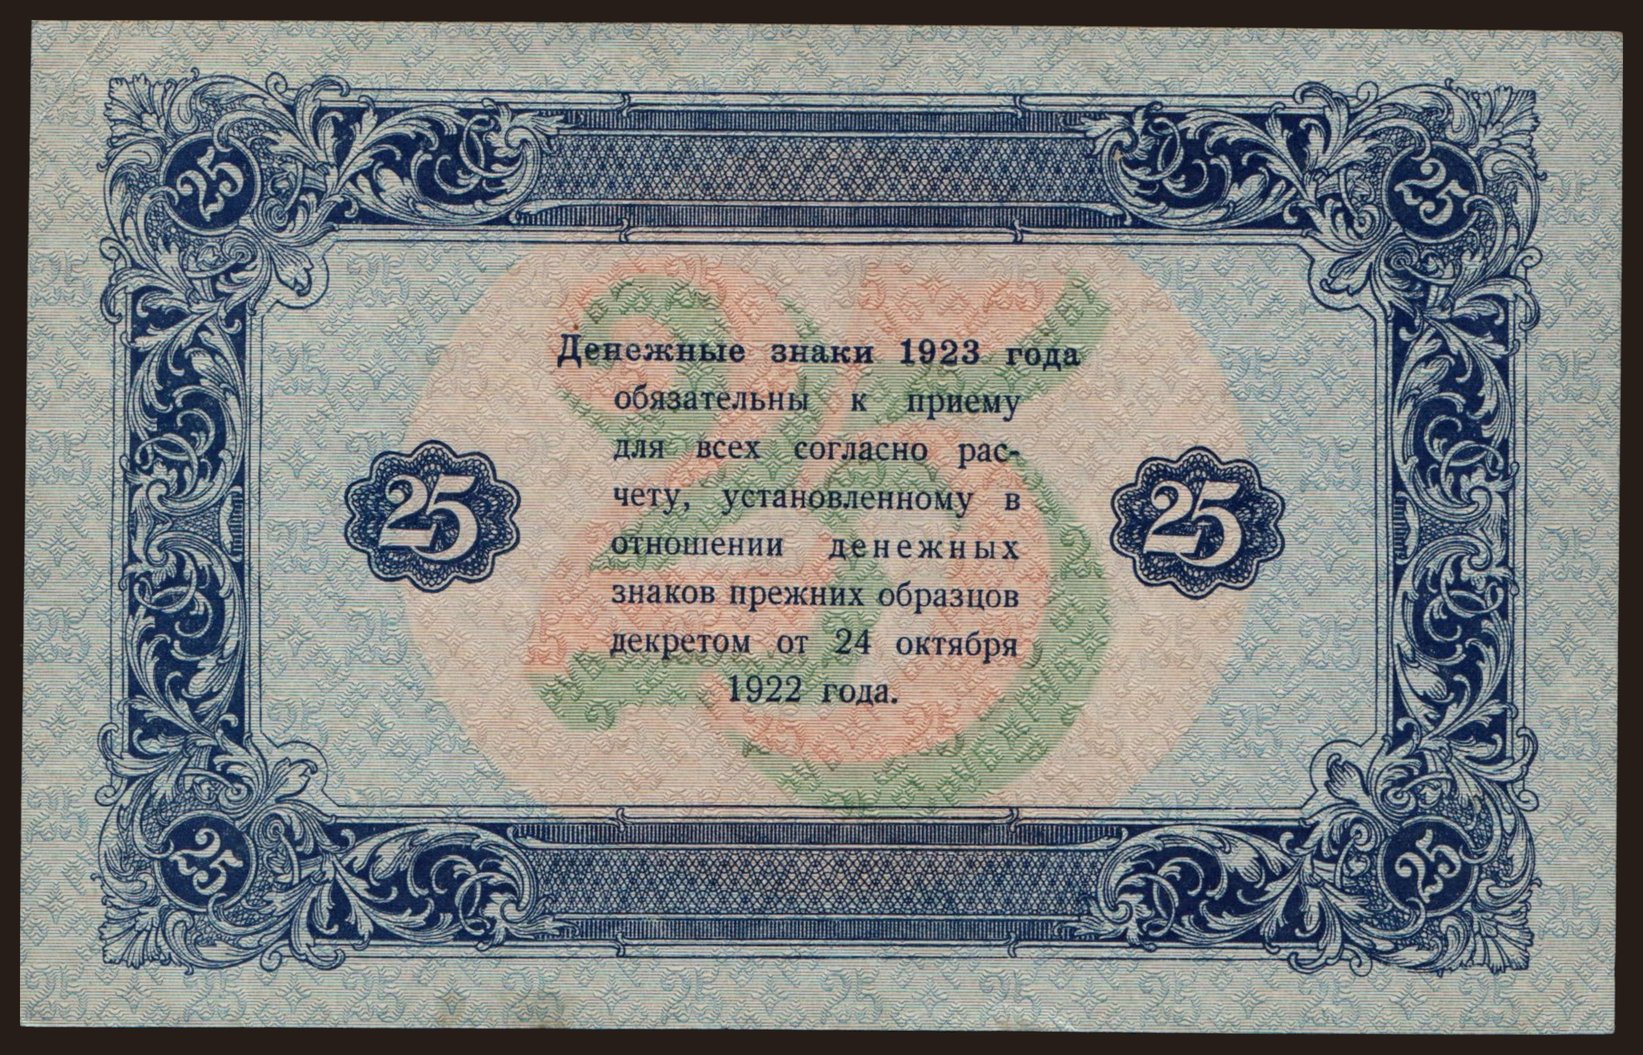 25 25
Денежные знаки 1923 года
обязательны к приему
для всех согласно рас-
чету, установленному в
25 25 25
отношении денежных
знаков прежних образцов
декретом от 24 октября
1922 года.
25 25